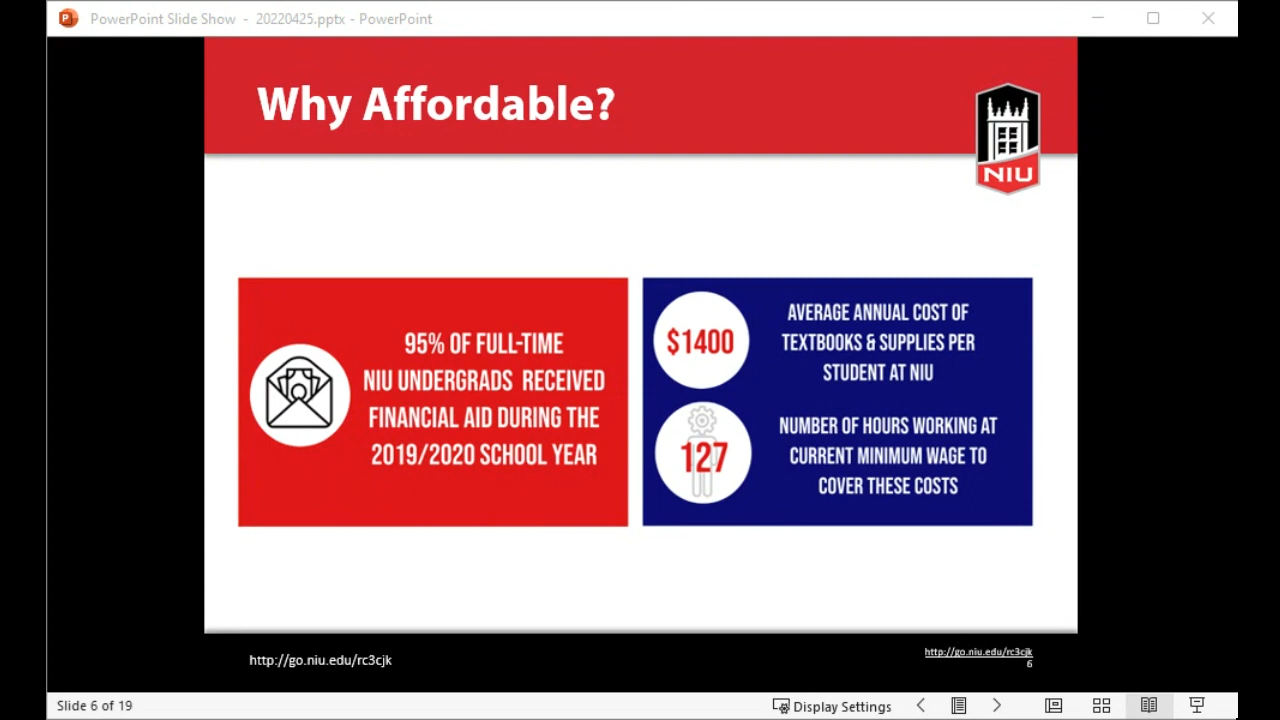 PowerPoint Slide Show - 20220425.pptx - PowerPoint
Why Affordable?
NIU
95% OF FULL-TIME
NIU UNDERGRADS RECEIVED
FINANCIAL AID DURING THE
2019/2020 SCHOOL YEAR
$1400
AVERAGE ANNUAL COST OF
TEXTBOOKS & SUPPLIES PER
STUDENT AT NIU
127
NUMBER OF HOURS WORKING AT
CURRENT MINIMUM WAGE TO
COVER THESE COSTS
http://go.niu.edu/rc3cjk
http://go.niu.edu/rc3cjk
6
Slide 6 of 19
Display Settings